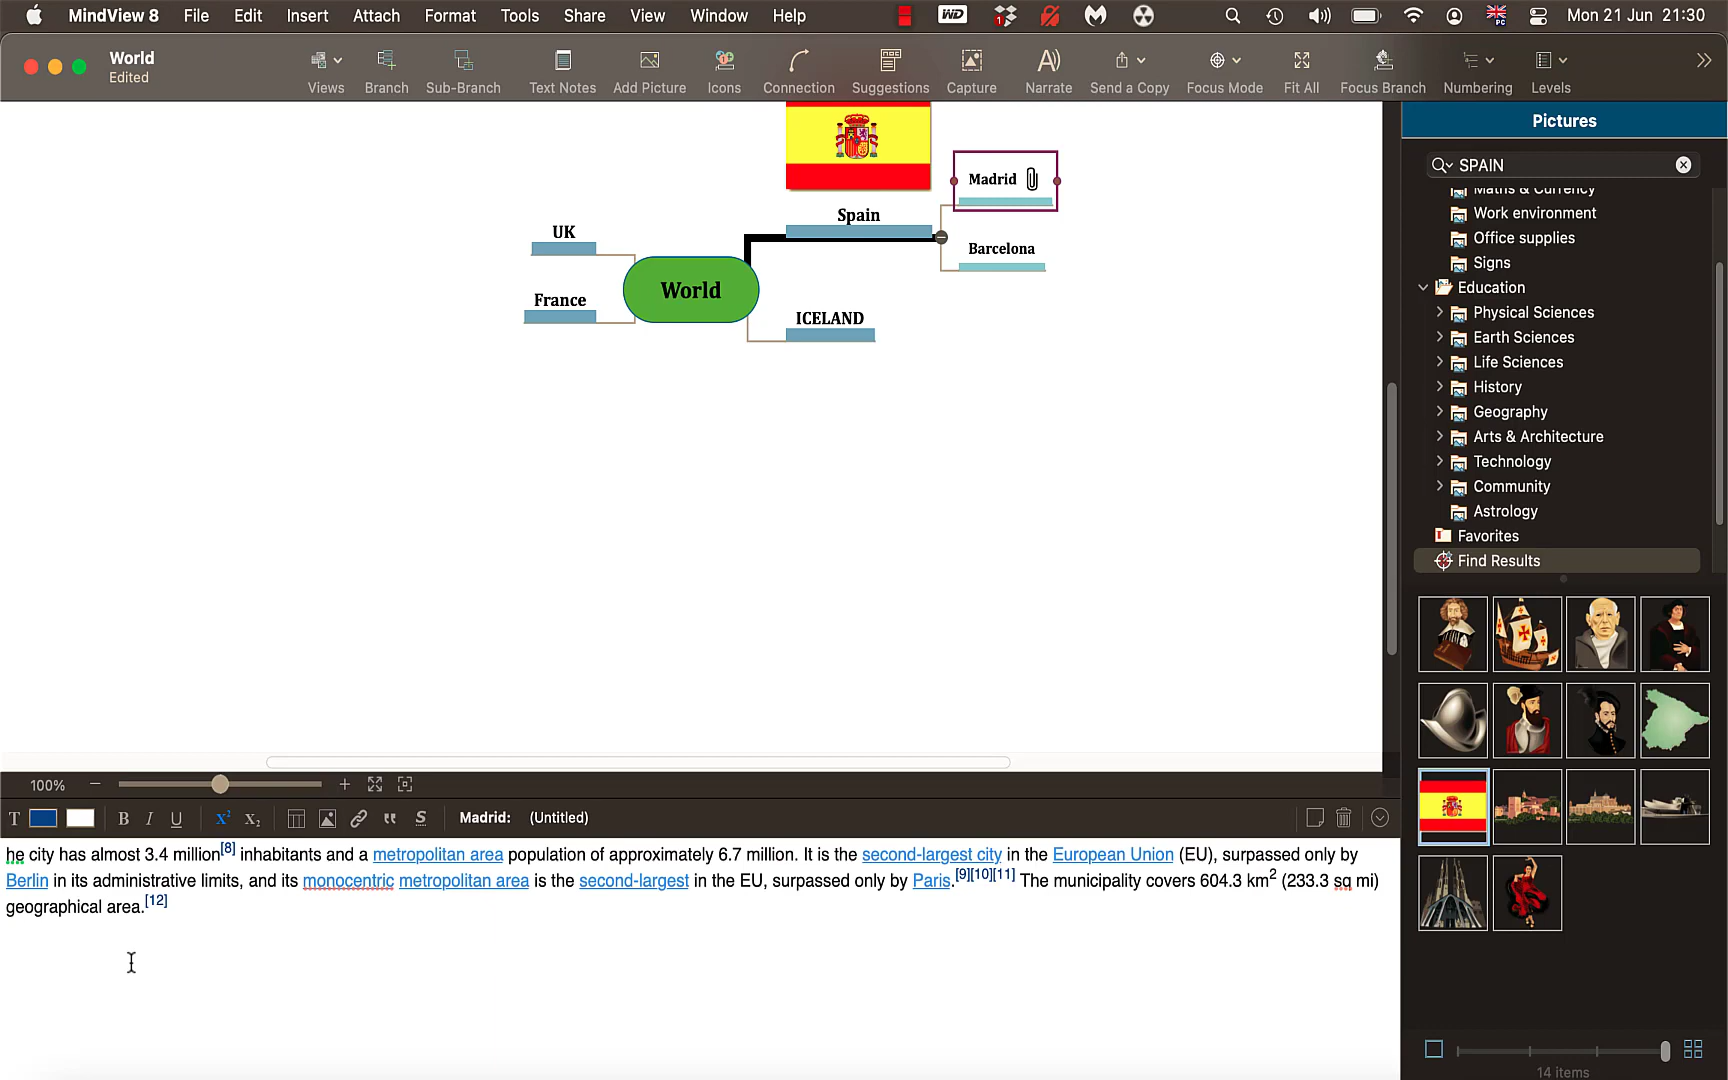 MindView 8 File Edit Insert Attach Format Tools Share View Window Help WD 1 PC Mon 21 Jun 21:30
World
Edited
Views Branch Sub-Branch Text Notes Add Picture Icons Connection Suggestions Capture Narrate Send a Copy Focus Mode Fit All Focus Branch Numbering Levels
Pictures
SPAIN
Maths & Currency
Work environment
Office supplies
Signs
Education
Physical Sciences
Earth Sciences
Life Sciences
History
Geography
Arts & Architecture
Technology
Community
Astrology
Favorites
Find Results
14 items
Madrid
Spain
Barcelona
UK
France
World
ICELAND
100%
T B I U X² X₂ S Madrid: (Untitled)
he city has almost 3.4 million[8] inhabitants and a metropolitan area population of approximately 6.7 million. It is the second-largest city in the European Union (EU), surpassed only by
Berlin in its administrative limits, and its monocentric metropolitan area is the second-largest in the EU, surpassed only by Paris.[9][10][11] The municipality covers 604.3 km² (233.3 sq mi)
geographical area.[12]